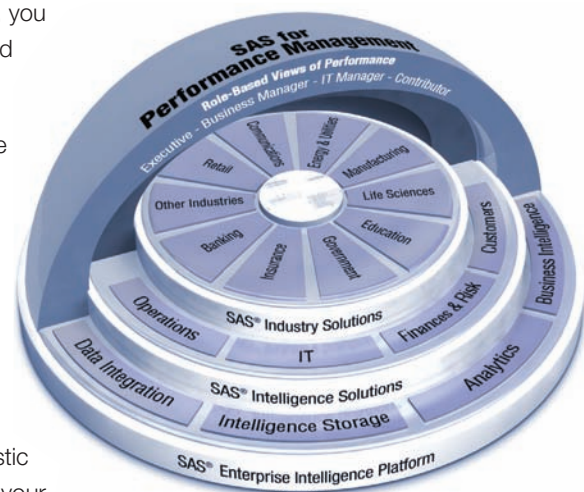 you
d
e
stic
your
SAS for
Performance Management
Role-Based Views of Performance
Executive - Business Manager - IT Manager - Contributor
Communications
Energy & Utilities
Retail
Manufacturing
Other Industries
Life Sciences
Banking
Education
Insurance
Government
SAS® Industry Solutions
Operations
IT
Finances & Risk
Customers
SAS® Intelligence Solutions
Data Integration
Intelligence Storage
Analytics
Business Intelligence
SAS® Enterprise Intelligence Platform